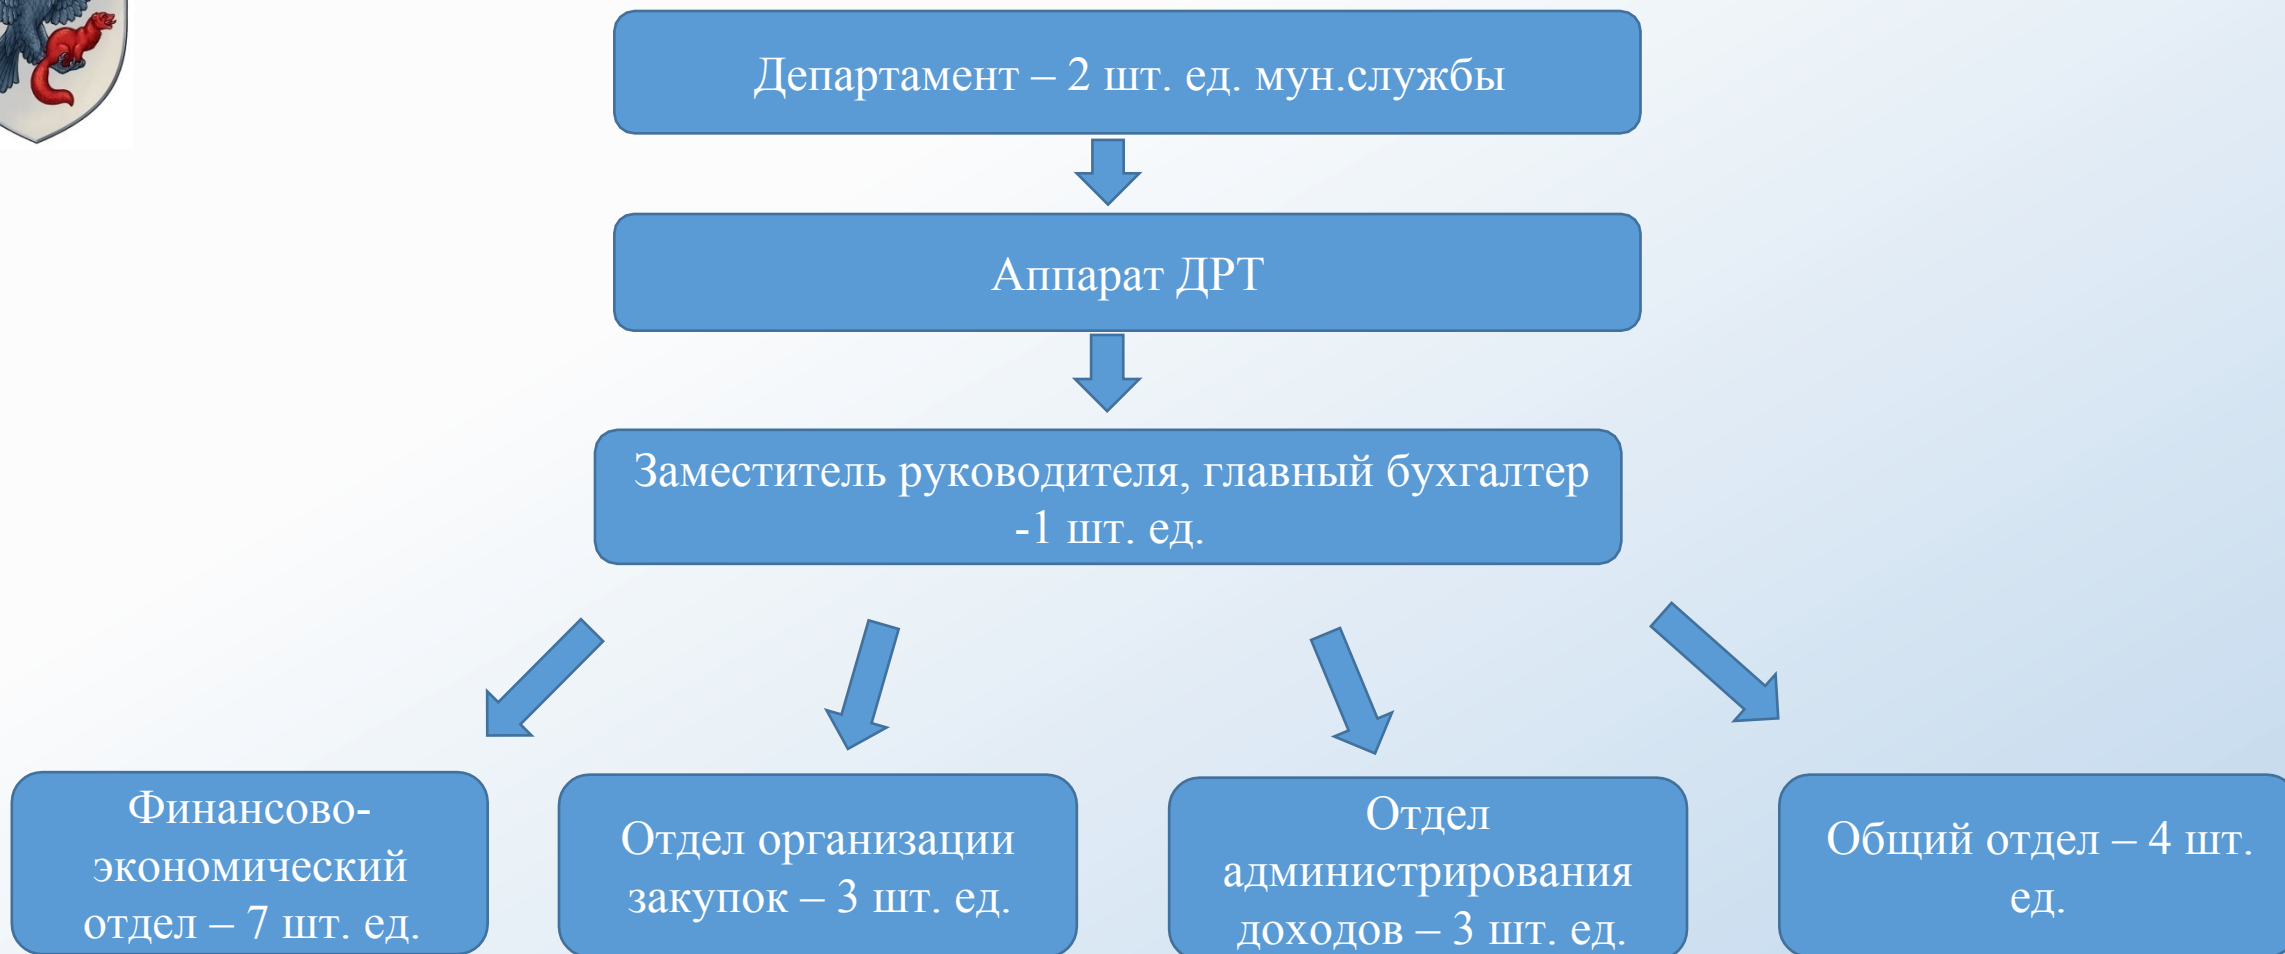 Департамент – 2 шт. ед. мун.службы
Аппарат ДРТ
Заместитель руководителя, главный бухгалтер
-1 шт. ед.
Финансово-
экономический
отдел – 7 шт. ед.
Отдел организации
закупок – 3 шт. ед.
Отдел
администрирования
доходов – 3 шт. ед.
Общий отдел – 4 шт.
ед.